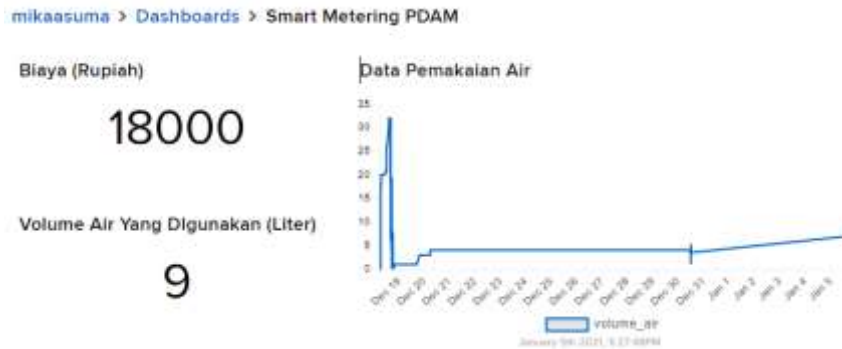 mikaasuma > Dashboards > Smart Metering PDAM
Biaya (Rupiah)
18000
Volume Air Yang DIgunakan (Liter)
9
Data Pemakaian Air
35
30
25
20
15
10
5
0
Dec 19
Dec 20
Dec 21
Dec 22
Dec 23
Dec 24
Dec 25
Dec 26
Dec 27
Dec 28
Dec 29
Dec 30
Dec 31
Jan 1
Jan 2
Jan 3
Jan 4
Jan 5
volume_air
January 5th 2021,